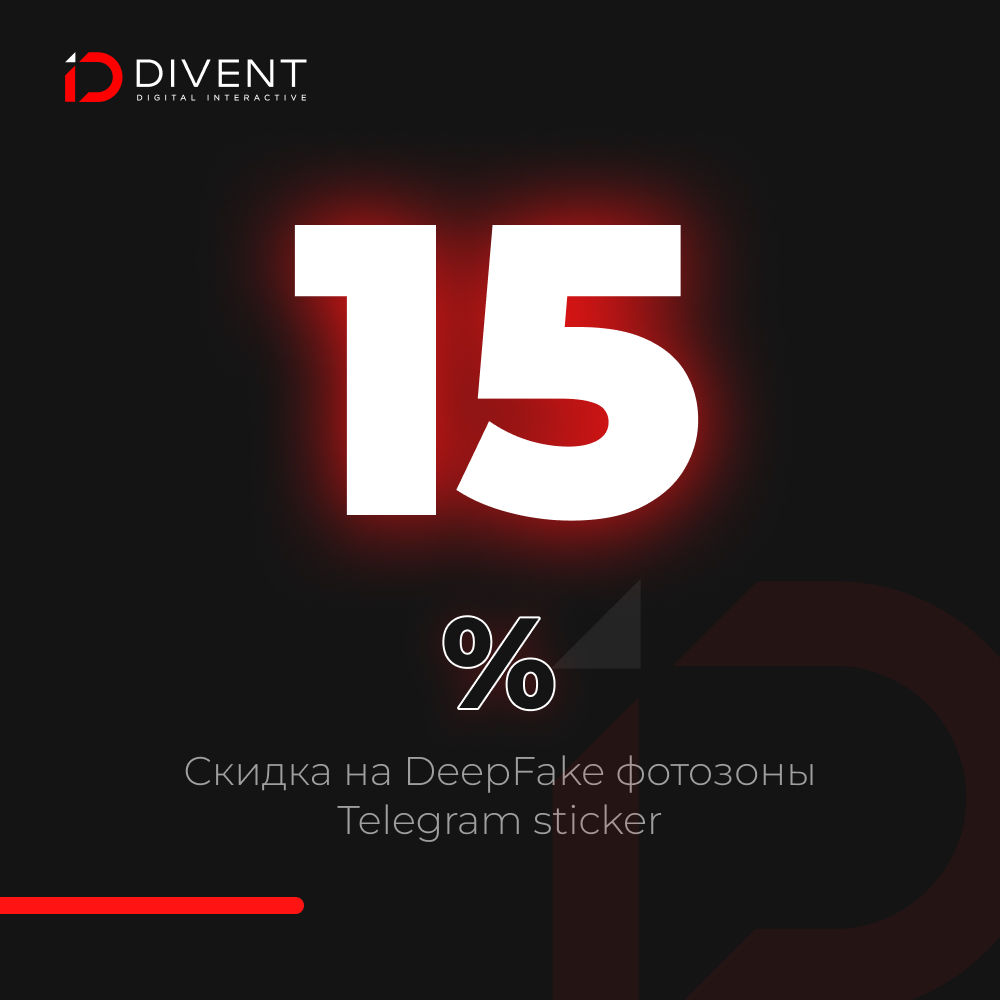 DIVENT
DIGITAL INTERACTIVE
15
%
Скидка на DeepFake фотозоны
Telegram sticker